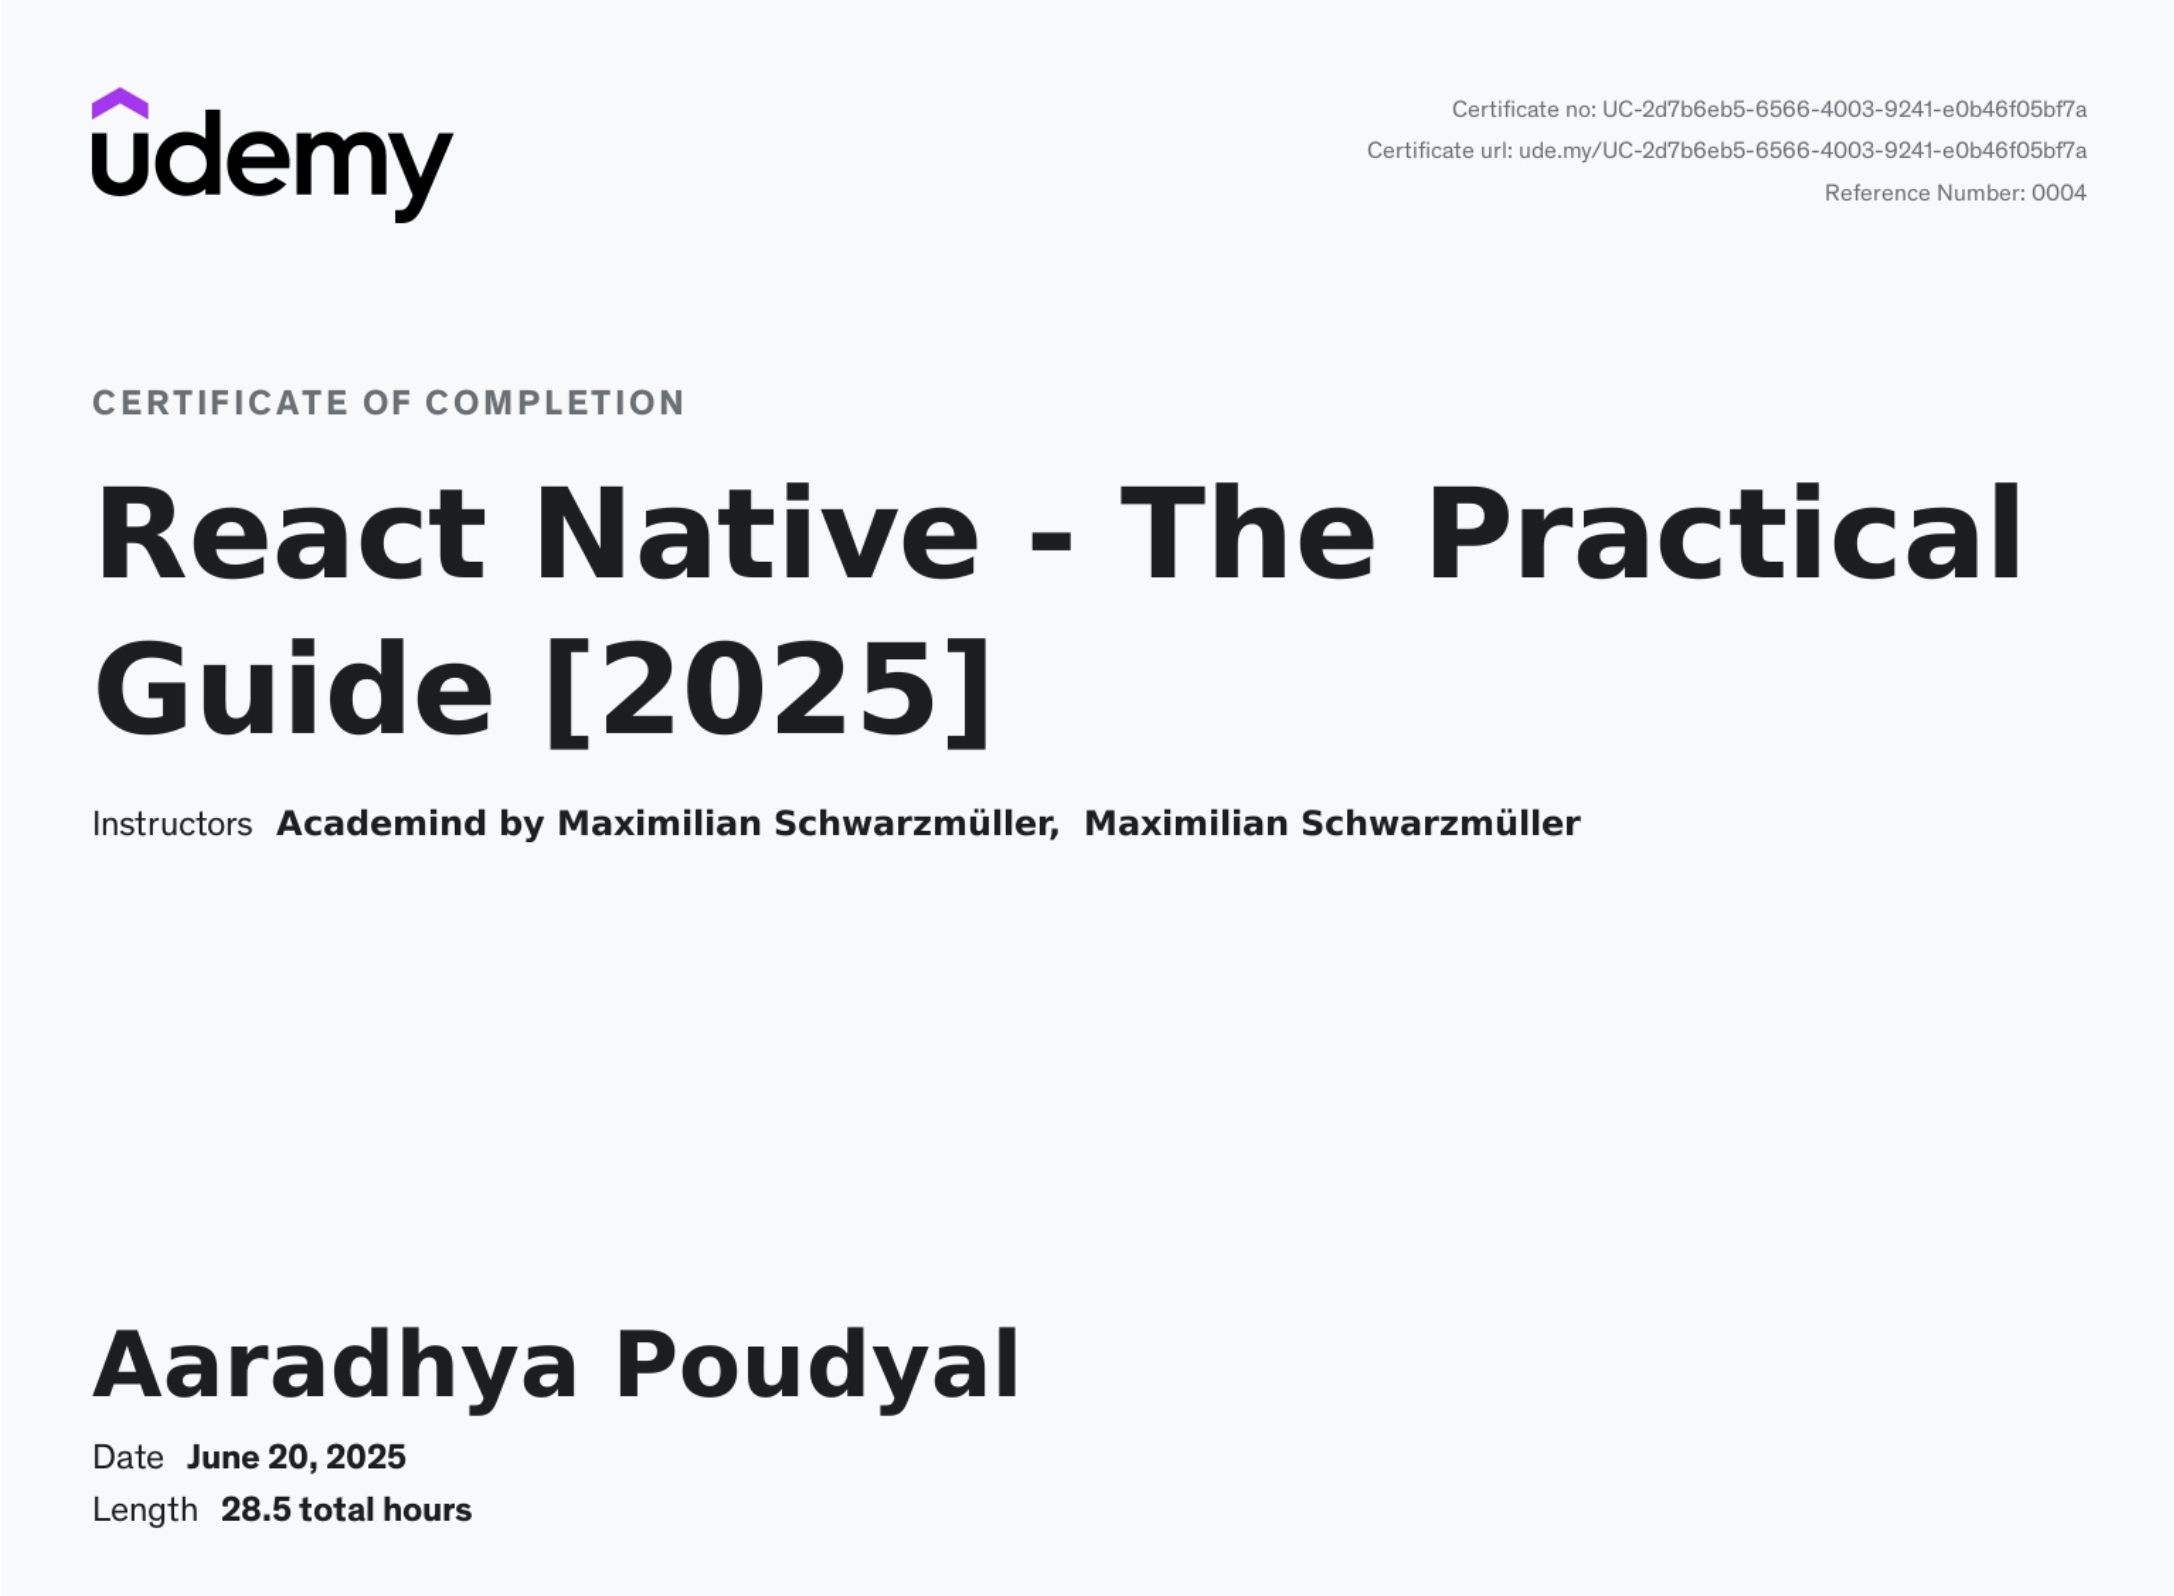 udemy
Certificate no: UC-2d7b6eb5-6566-4003-9241-e0b46f05bf7a
Certificate url: ude.my/UC-2d7b6eb5-6566-4003-9241-e0b46f05bf7a
Reference Number: 0004
CERTIFICATE OF COMPLETION
React Native - The Practical
Guide [2025]
Instructors Academind by Maximilian Schwarzmüller, Maximilian Schwarzmüller
Aaradhya Poudyal
Date June 20, 2025
Length 28.5 total hours